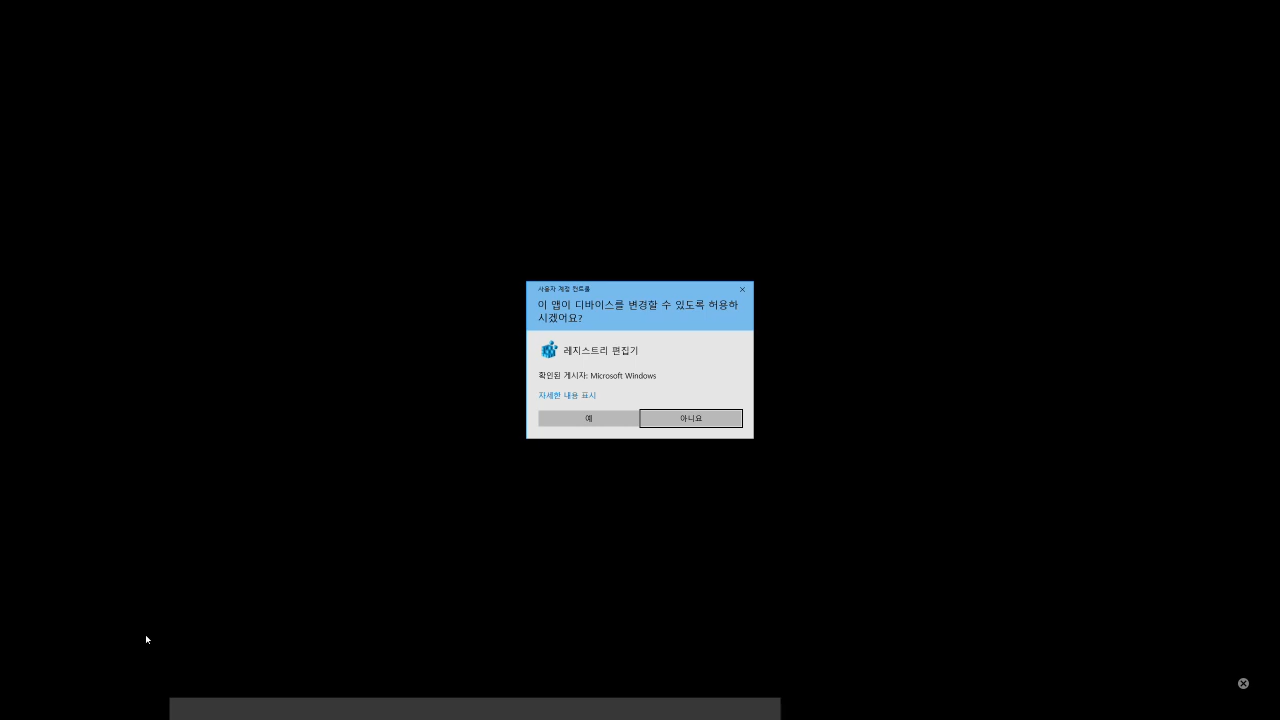 사용자 계정 컨트롤
이 앱이 디바이스를 변경할 수 있도록 허용하
시겠어요?
레지스트리 편집기
확인된 게시자: Microsoft Windows
자세한 내용 표시
예
아니요